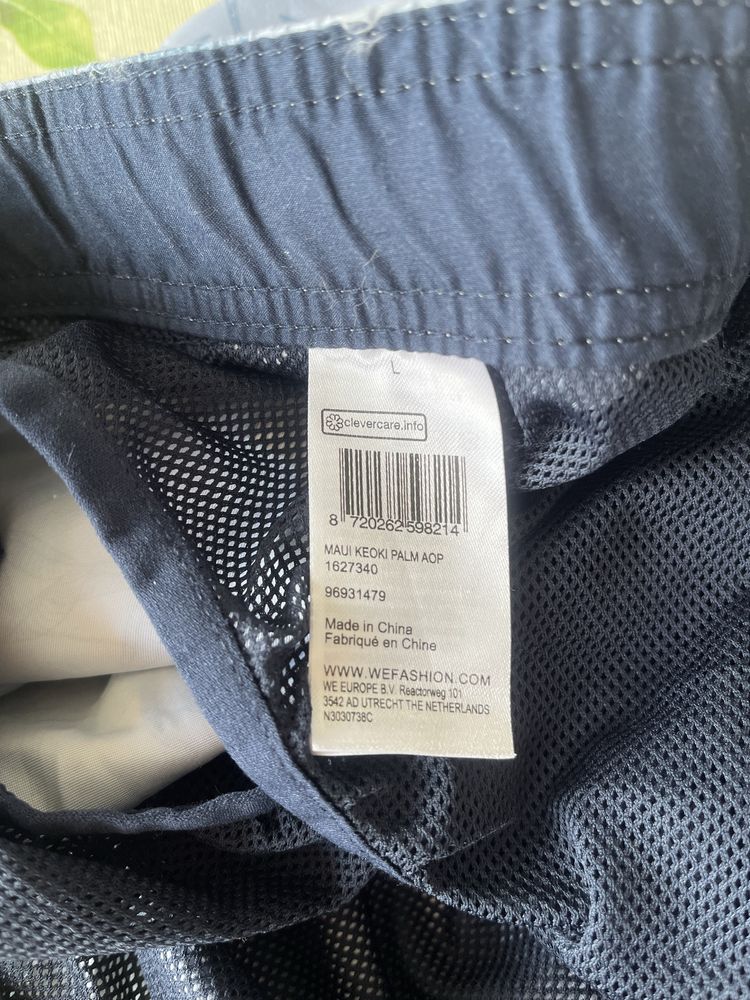 L
clevercare.info
8 720262 598214
MAUI KEOKI PALM AOP
1627340
96931479
Made in China
Fabriqué en Chine
WWW.WEFASHION.COM
WE EUROPE B.V. Reactorweg 101
3542 AD UTRECHT THE NETHERLANDS
N3030738C